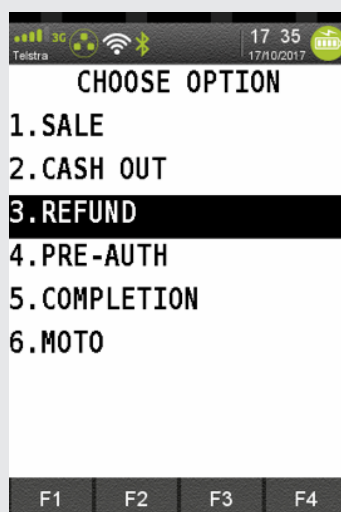 3G 17 35
Telstra 17/10/2017
CHOOSE OPTION
1.SALE
2.CASH OUT
3.REFUND
4.PRE-AUTH
5.COMPLETION
6.MOTO
F1 F2 F3 F4